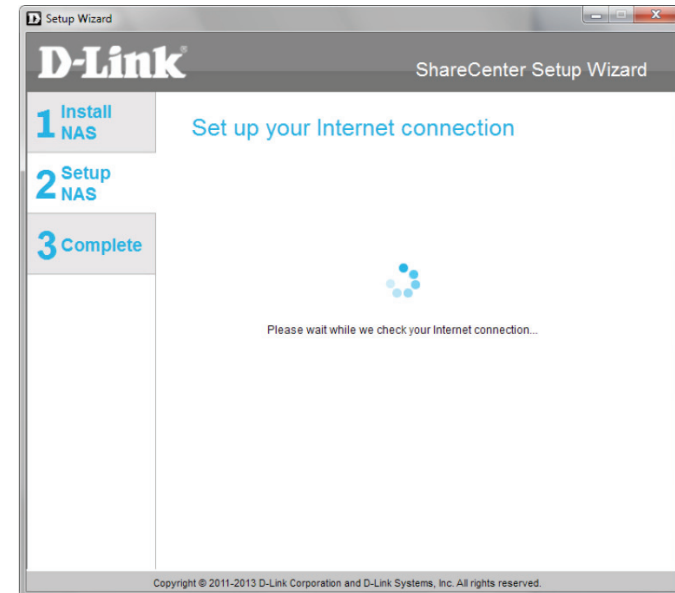 Setup Wizard
D-Link
ShareCenter Setup Wizard
1 Install
NAS
Set up your Internet connection
2 Setup
NAS
3 Complete
Please wait while we check your Internet connection...
Copyright © 2011-2013 D-Link Corporation and D-Link Systems, Inc. All rights reserved.